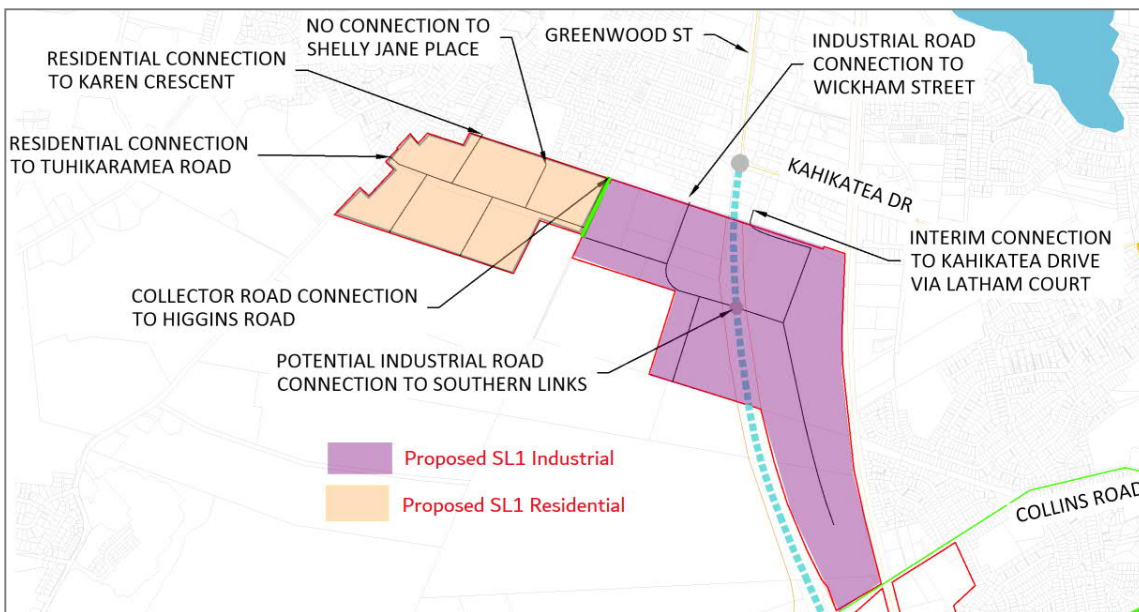 NO CONNECTION TO
SHELLY JANE PLACE
GREENWOOD ST
INDUSTRIAL ROAD
CONNECTION TO
WICKHAM STREET
RESIDENTIAL CONNECTION
TO KAREN CRESCENT
RESIDENTIAL CONNECTION
TO TUHIKARAMEA ROAD
KAHIKATEA DR
INTERIM CONNECTION
TO KAHIKATEA DRIVE
VIA LATHAM COURT
COLLECTOR ROAD CONNECTION
TO HIGGINS ROAD
POTENTIAL INDUSTRIAL ROAD
CONNECTION TO SOUTHERN LINKS
Proposed SL1 Industrial
Proposed SL1 Residential
COLLINS ROAD